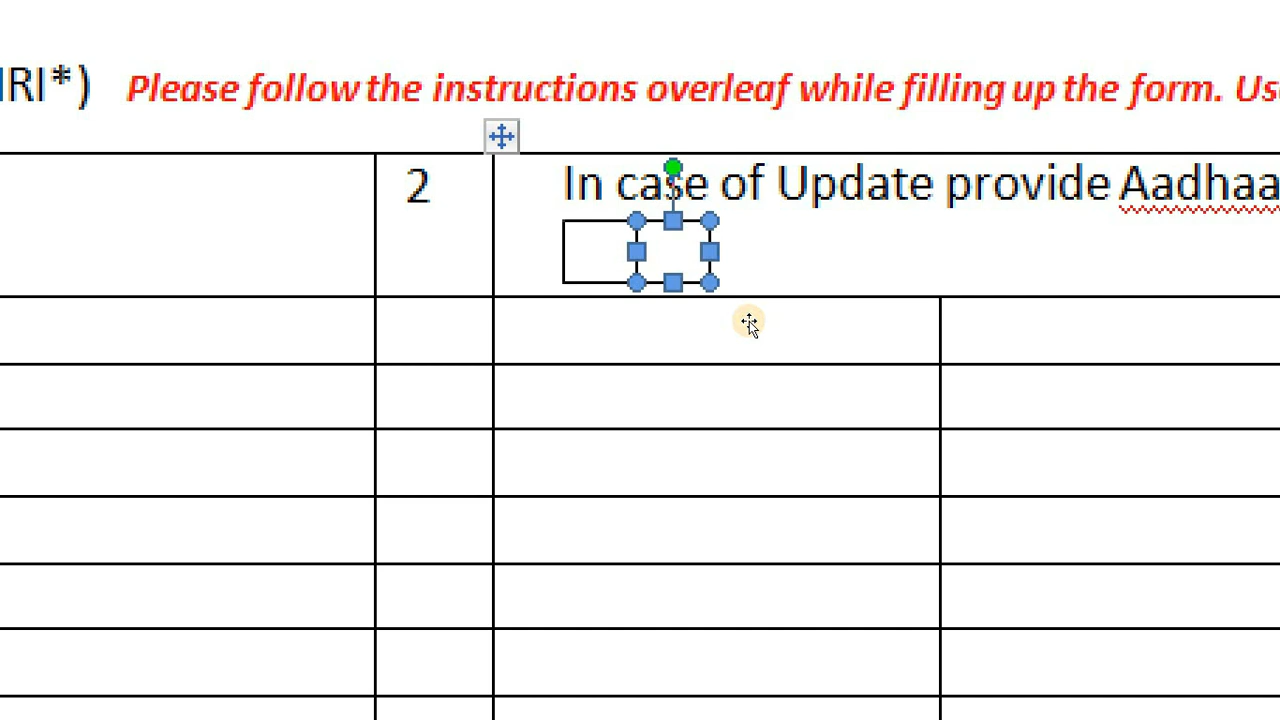 IRI*) Please follow the instructions overleaf while filling up the form. Us
2 In case of Update provide Aadhaa